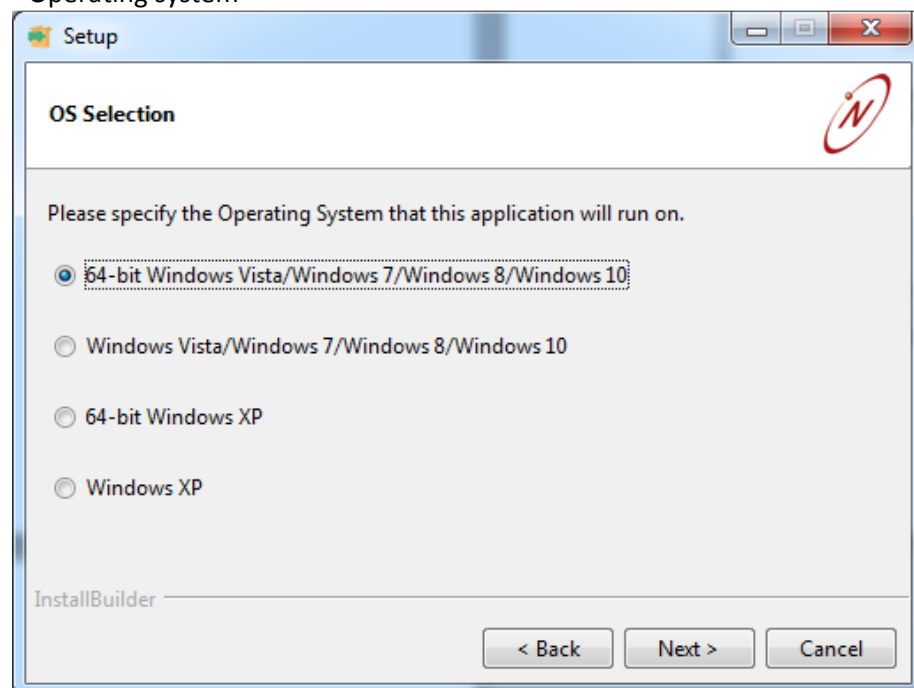 Operating system
Setup
OS Selection
N
Please specify the Operating System that this application will run on.
64-bit Windows Vista/Windows 7/Windows 8/Windows 10
Windows Vista/Windows 7/Windows 8/Windows 10
64-bit Windows XP
Windows XP
InstallBuilder
< Back Next > Cancel